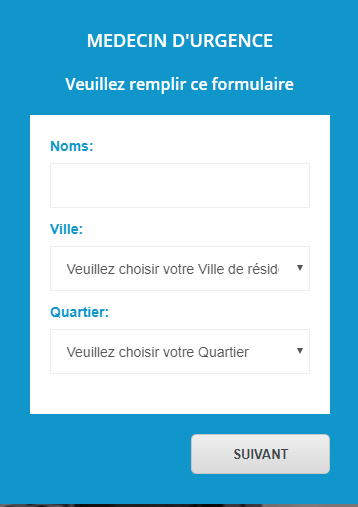 MEDECIN D'URGENCE
Veuillez remplir ce formulaire
Noms:
Ville:
Veuillez choisir votre Ville de résid
Quartier:
Veuillez choisir votre Quartier
SUIVANT